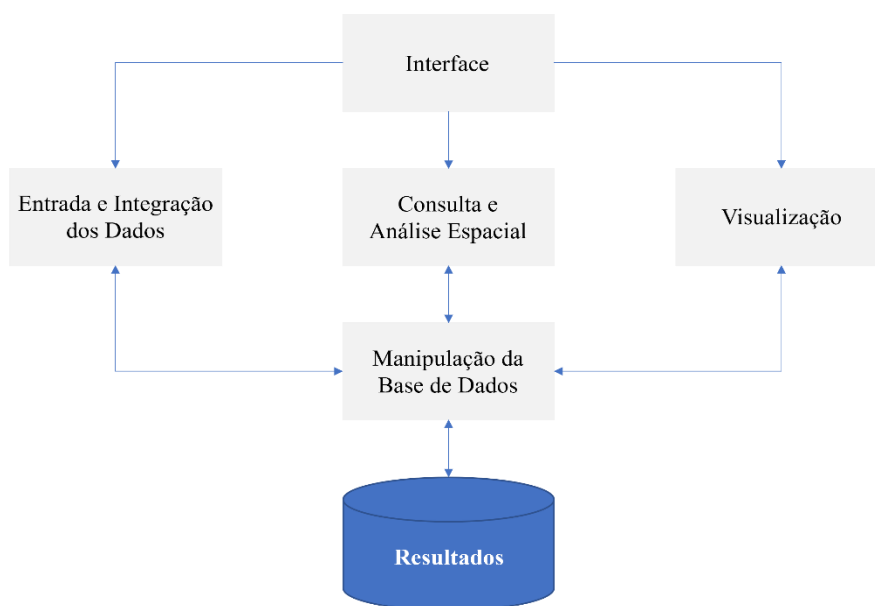 Interface
Entrada e Integração
dos Dados
Consulta e
Análise Espacial
Visualização
Manipulação da
Base de Dados
Resultados